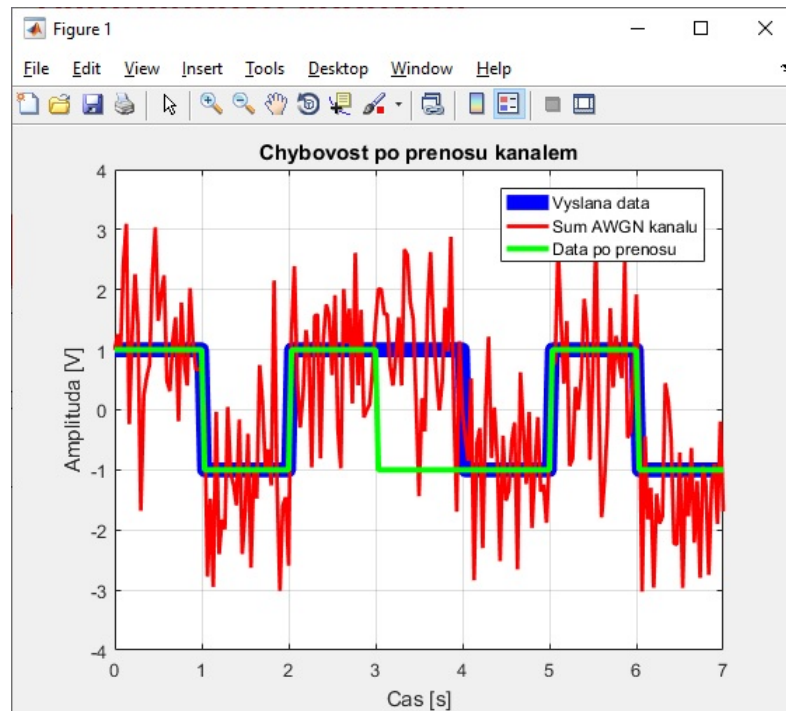 Figure 1
File Edit View Insert Tools Desktop Window Help
Chybovost po prenosu kanalem
Vyslana data
Sum AWGN kanalu
Data po prenosu
Amplituda [V]
4
3
2
1
0
-1
-2
-3
-4
0 1 2 3 4 5 6 7
Cas [s]